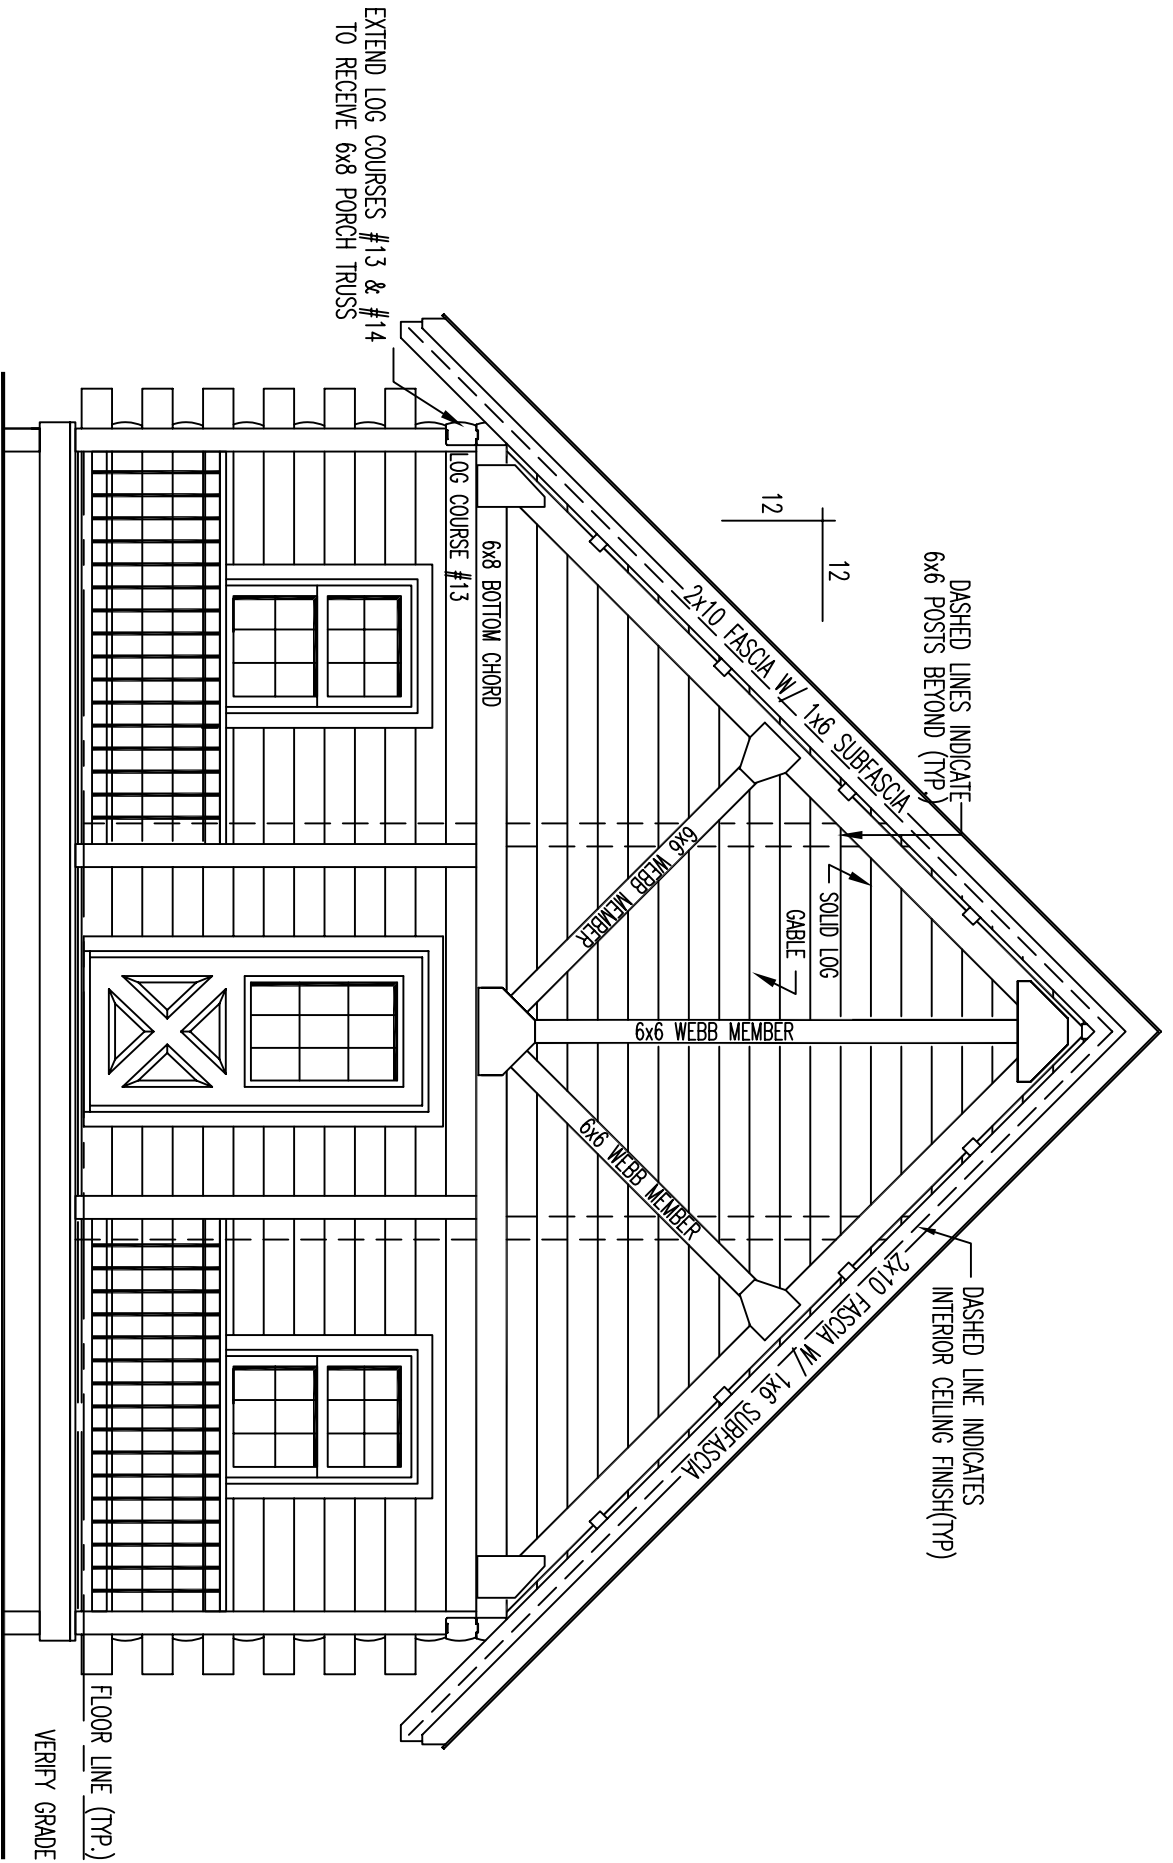 EXTEND LOG COURSES #13 & #14
TO RECEIVE 6x8 PORCH TRUSS
12
12
DASHED LINES INDICATE
6x6 POSTS BEYOND (TYP.)
2x10 FASCIA W/ 1x6 SUBFASCIA
SOLID LOG
GABLE
6x6 WEBB MEMBER
6x6 WEBB MEMBER
6x6 WEBB MEMBER
6x8 BOTTOM CHORD
LOG COURSE #13
DASHED LINE INDICATES
INTERIOR CEILING FINISH(TYP)
2x10 FASCIA W/ 1x6 SUBFASCIA
FLOOR LINE (TYP.)
VERIFY GRADE